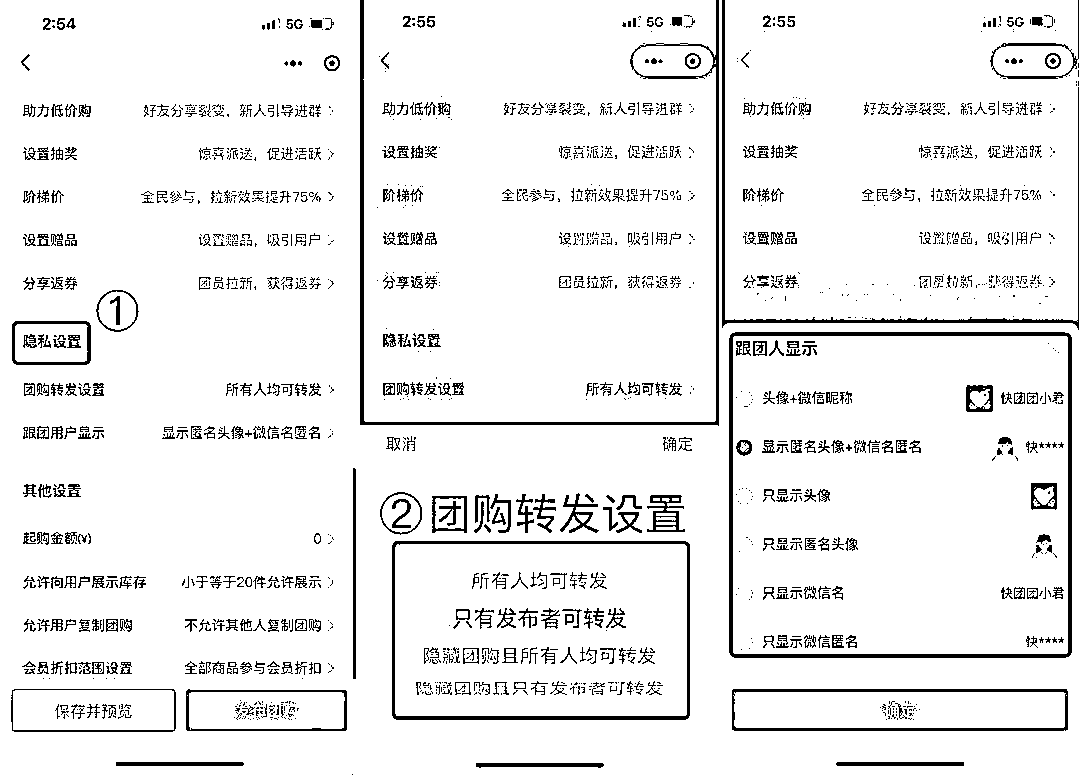 2:54
5G
助力低价购 好友分享裂变，新人引导进群
设置抽奖 惊喜派送，促进活跃
阶梯价 全民参与，拉新效果提升75%
设置赠品 设置赠品，吸引用户
分享返券 团员拉新，获得返券
①
隐私设置
团购转发设置 所有人均可转发
跟团用户显示 显示匿名头像+微信名匿名
其他设置
起购金额(¥) 0
允许向用户展示库存 小于等于20件允许展示
允许用户复制团购 不允许其他人复制团购
会员折扣范围设置 全部商品参与会员折扣
保存并预览 发布团购
2:55
5G
助力低价购 好友分享裂变，新人引导进群
设置抽奖 惊喜派送，促进活跃
阶梯价 全民参与，拉新效果提升75%
设置赠品 设置赠品，吸引用户
分享返券 团员拉新，获得返券
隐私设置
团购转发设置 所有人均可转发
取消 确定
②团购转发设置
所有人均可转发
只有发布者可转发
隐藏团购且所有人均可转发
隐藏团购且只有发布者可转发
2:55
5G
助力低价购 好友分享裂变，新人引导进群
设置抽奖 惊喜派送，促进活跃
阶梯价 全民参与，拉新效果提升75%
设置赠品 设置赠品，吸引用户
分享返券 团员拉新，获得返券
跟团人显示
头像+微信昵称 快团团小君
显示匿名头像+微信名匿名 快****
只显示头像
只显示匿名头像
只显示微信名 快团团小君
只显示微信匿名 快****
确定